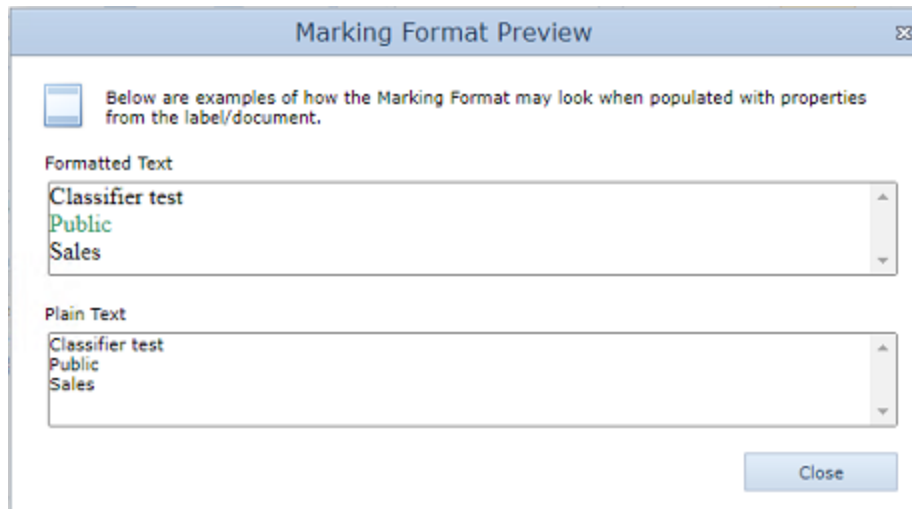 Marking Format Preview
Below are examples of how the Marking Format may look when populated with properties
from the label/document.
Formatted Text
Classifier test
Public
Sales
Plain Text
Classifier test
Public
Sales
Close